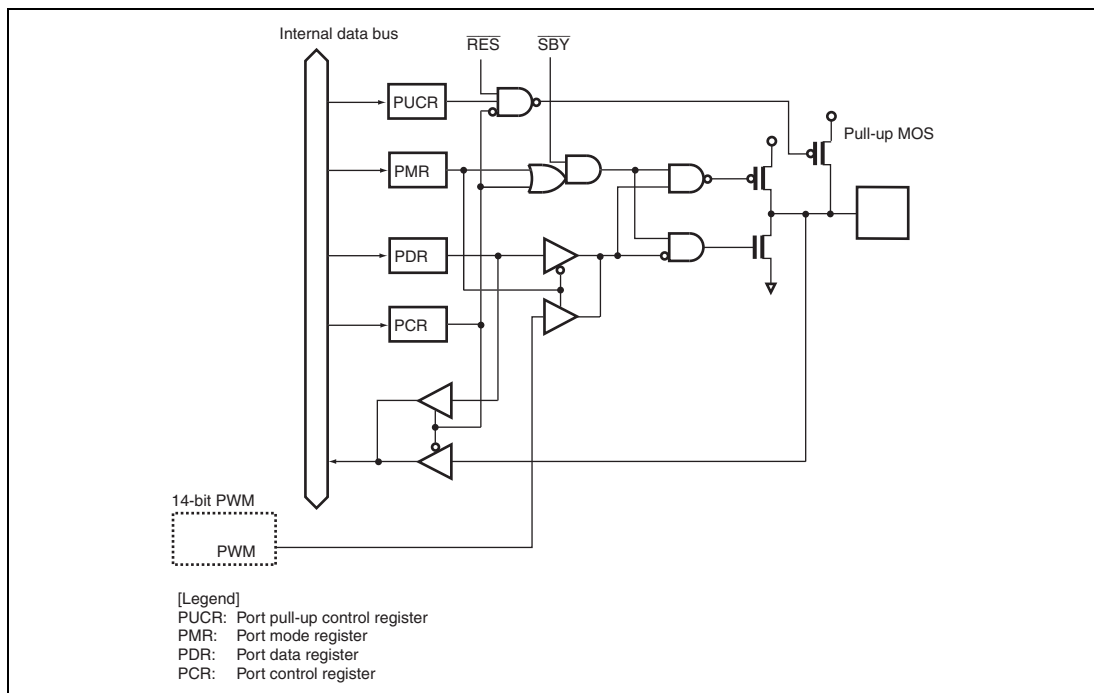 Internal data bus
RES
SBY
PUCR
Pull-up MOS
PMR
PDR
PCR
14-bit PWM
PWM
[Legend]
PUCR: Port pull-up control register
PMR: Port mode register
PDR: Port data register
PCR: Port control register